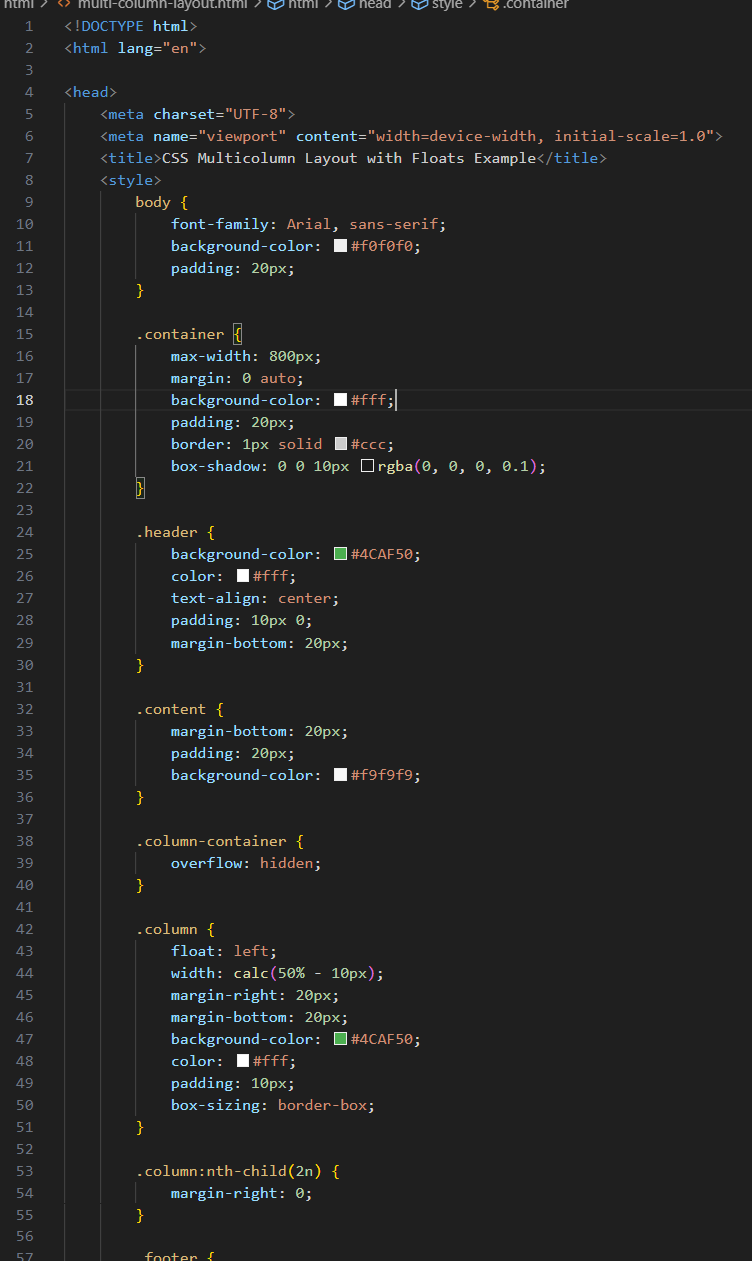 html > <> multi-column-layout.html > html > head > style > .container
1 <!DOCTYPE html>
2 <html lang="en">
3
4 <head>
5 <meta charset="UTF-8">
6 <meta name="viewport" content="width=device-width, initial-scale=1.0">
7 <title>CSS Multicolumn Layout with Floats Example</title>
8 <style>
9 body {
10 font-family: Arial, sans-serif;
11 background-color: #f0f0f0;
12 padding: 20px;
13 }
14
15 .container {
16 max-width: 800px;
17 margin: 0 auto;
18 background-color: #fff;
19 padding: 20px;
20 border: 1px solid #ccc;
21 box-shadow: 0 0 10px rgba(0, 0, 0, 0.1);
22 }
23
24 .header {
25 background-color: #4CAF50;
26 color: #fff;
27 text-align: center;
28 padding: 10px 0;
29 margin-bottom: 20px;
30 }
31
32 .content {
33 margin-bottom: 20px;
34 padding: 20px;
35 background-color: #f9f9f9;
36 }
37
38 .column-container {
39 overflow: hidden;
40 }
41
42 .column {
43 float: left;
44 width: calc(50% - 10px);
45 margin-right: 20px;
46 margin-bottom: 20px;
47 background-color: #4CAF50;
48 color: #fff;
49 padding: 10px;
50 box-sizing: border-box;
51 }
52
53 .column:nth-child(2n) {
54 margin-right: 0;
55 }
56
57 .footer {